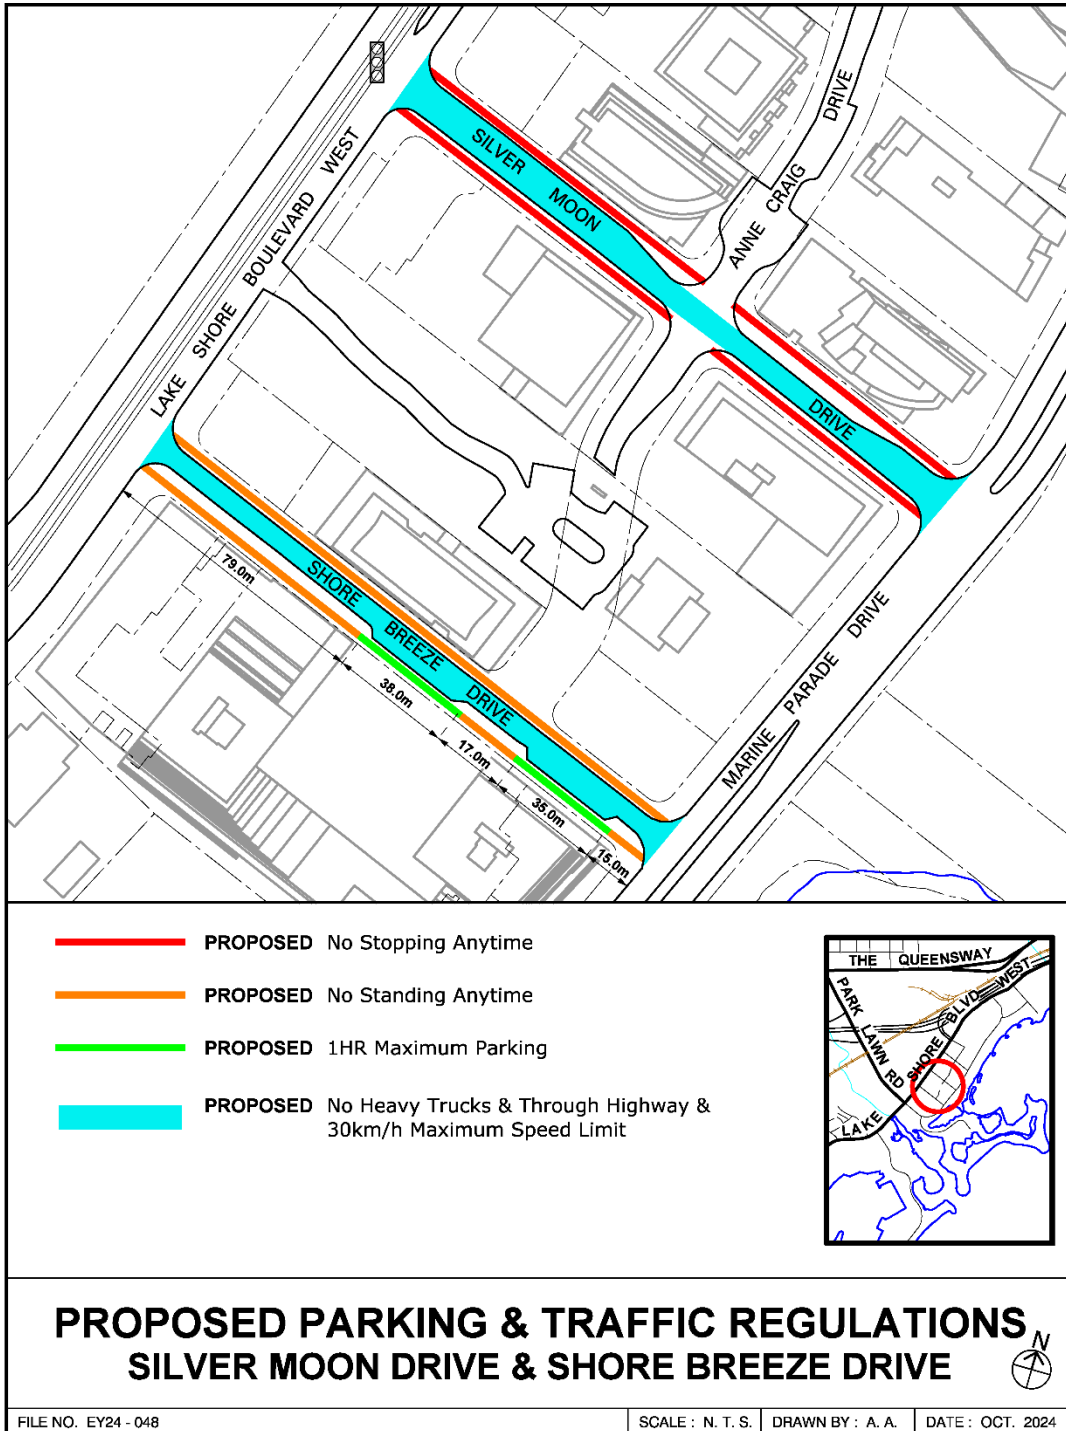 LAKE SHORE BOULEVARD WEST
SILVER MOON DRIVE
ANNE CRAIG DRIVE
SHORE BREEZE DRIVE
MARINE PARADE DRIVE
79.0m
38.0m
17.0m
35.0m
15.0m
PROPOSED No Stopping Anytime
PROPOSED No Standing Anytime
PROPOSED 1HR Maximum Parking
PROPOSED No Heavy Trucks & Through Highway &
30km/h Maximum Speed Limit
THE QUEENSWAY
PARK LAWN RD
LAKE SHORE BLVD WEST
PROPOSED PARKING & TRAFFIC REGULATIONS
SILVER MOON DRIVE & SHORE BREEZE DRIVE
N
FILE NO. EY24 - 048
SCALE : N. T. S.
DRAWN BY : A. A.
DATE : OCT. 2024